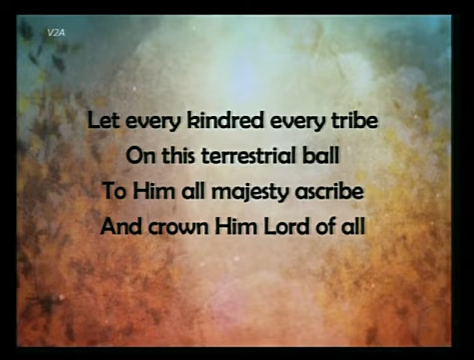 V2A
Let every kindred every tribe
On this terrestrial ball
To Him all majesty ascribe
And crown Him Lord of all